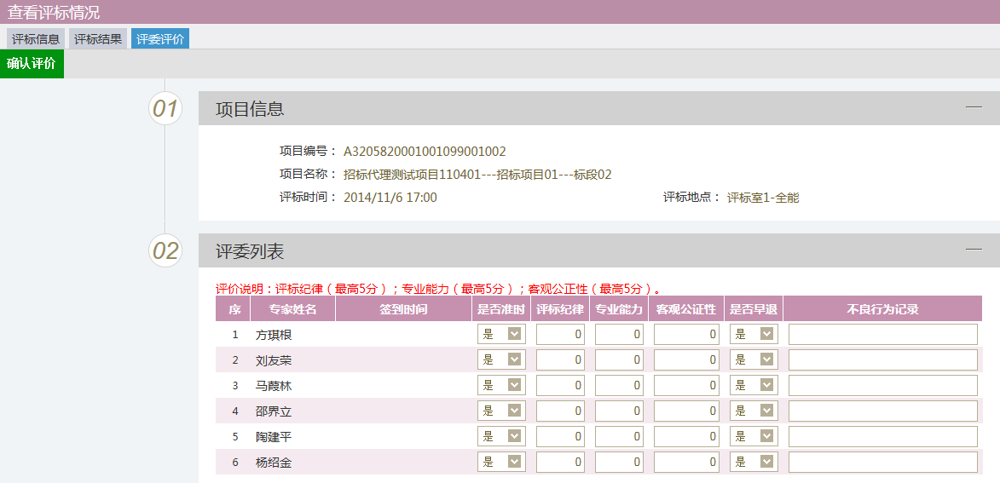 查看评标情况
评标信息 评标结果 评委评价
确认评价
01 项目信息
项目编号： A3205820001001099001002
项目名称： 招标代理测试项目110401---招标项目01---标段02
评标时间： 2014/11/6 17:00 评标地点： 评标室1-全能
02 评委列表
评价说明：评标纪律（最高5分）；专业能力（最高5分）；客观公正性（最高5分）。
序 专家姓名 签到时间 是否准时 评标纪律 专业能力 客观公证性 是否早退 不良行为记录
1 方琪根 是 0 0 0 是
2 刘友荣 是 0 0 0 是
3 马葭林 是 0 0 0 是
4 邵界立 是 0 0 0 是
5 陶建平 是 0 0 0 是
6 杨绍金 是 0 0 0 是